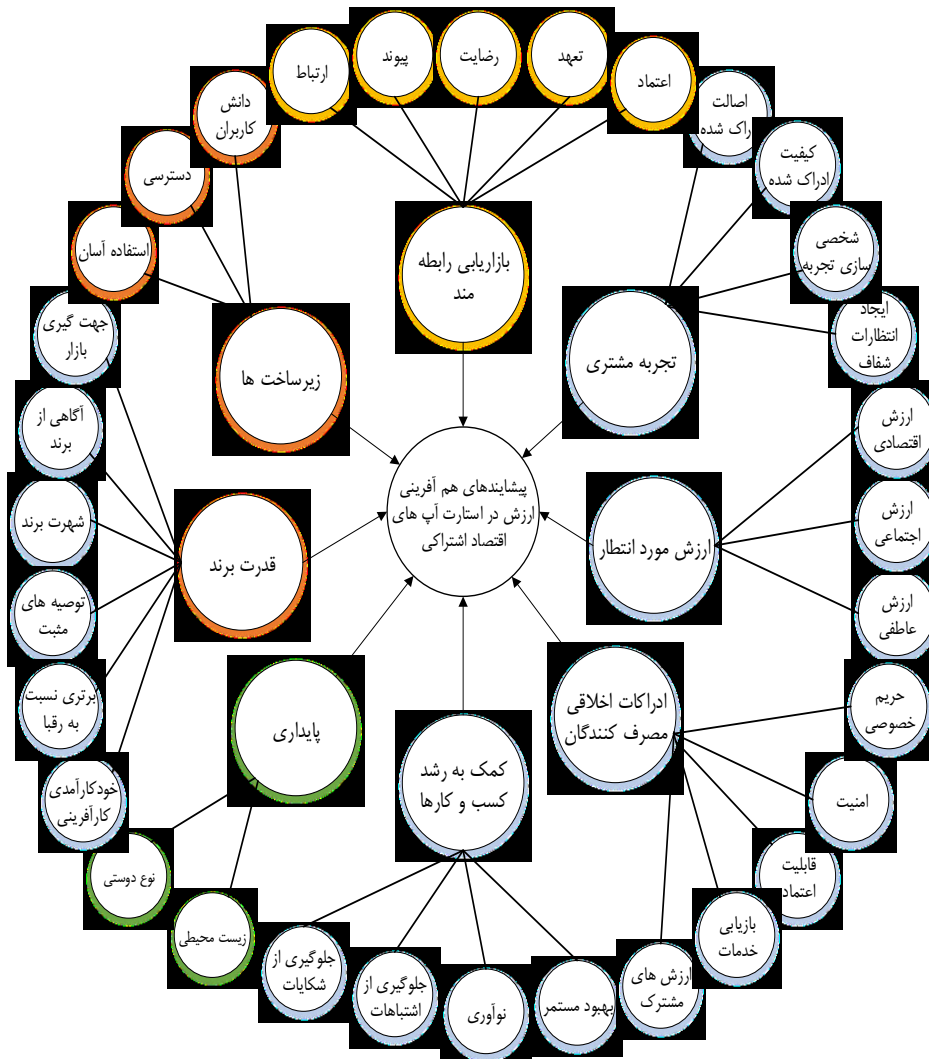 ارتباط
پیوند
رضایت
تعهد
اعتماد
دانش
کاربران
دسترسی
استفاده آسان
اصالت
راک شده
کیفیت
ادراک شده
شخصی
سازی تجربه
ایجاد
انتظارات
شفاف
بازاریابی رابطه
مند
زیرساخت ها
تجربه مشتری
جهت گیری
بازار
آگاهی از
برند
شهرت برند
توصیه های
مثبت
برتری نسبت
به رقبا
خودکارآمدی
کارآفرینی
قدرت برند
پیشایندهای هم آفرینی
ارزش در استارت آپ های
اقتصاد اشتراکی
ارزش مورد انتطار
ارزش
اقتصادی
ارزش
اجتماعی
ارزش
عاطفی
پایداری
کمک به رشد
کسب و کارها
ادراکات اخلاقی
مصرف کنندگان
حریم
خصوصی
امنیت
قابلیت
اعتماد
بازیابی
خدمات
ارزش های
مشترک
بهبود مستمر
نوآوری
جلوگیری از
اشتباهات
جلوگیری از
شکایات
زیست محیطی
نوع دوستی